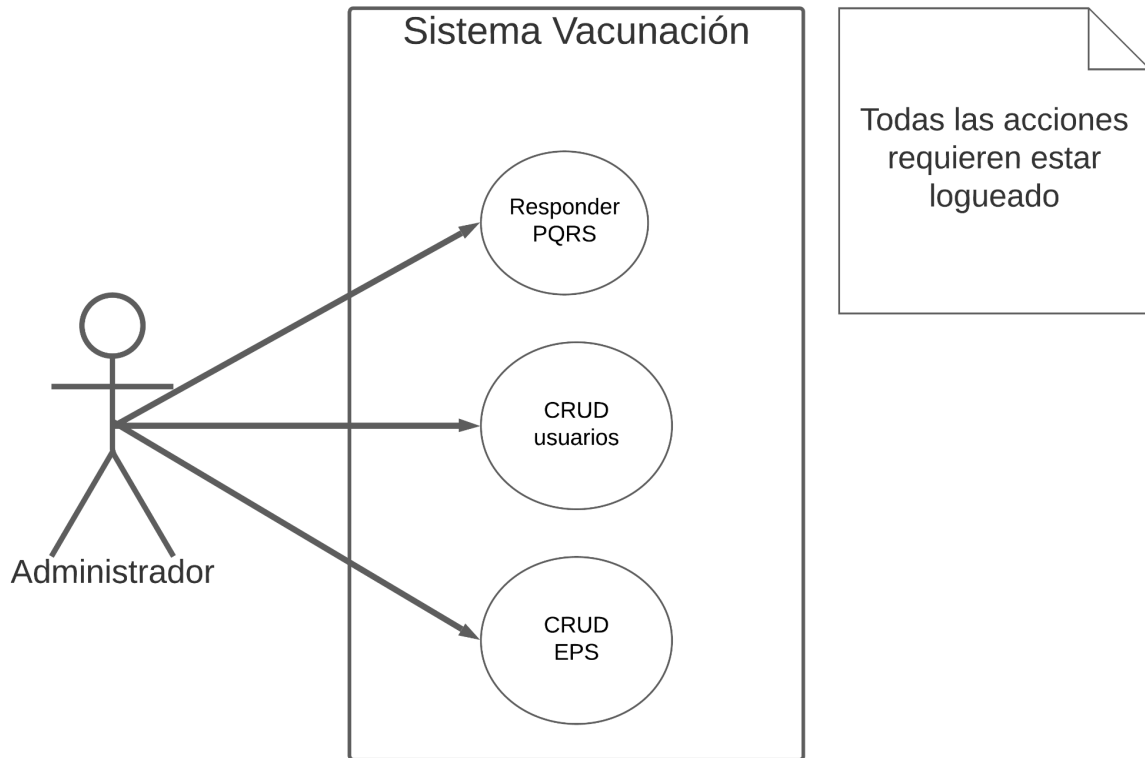 Sistema Vacunación
Todas las acciones
requieren estar
logueado
Responder
PQRS
CRUD
usuarios
Administrador
CRUD
EPS